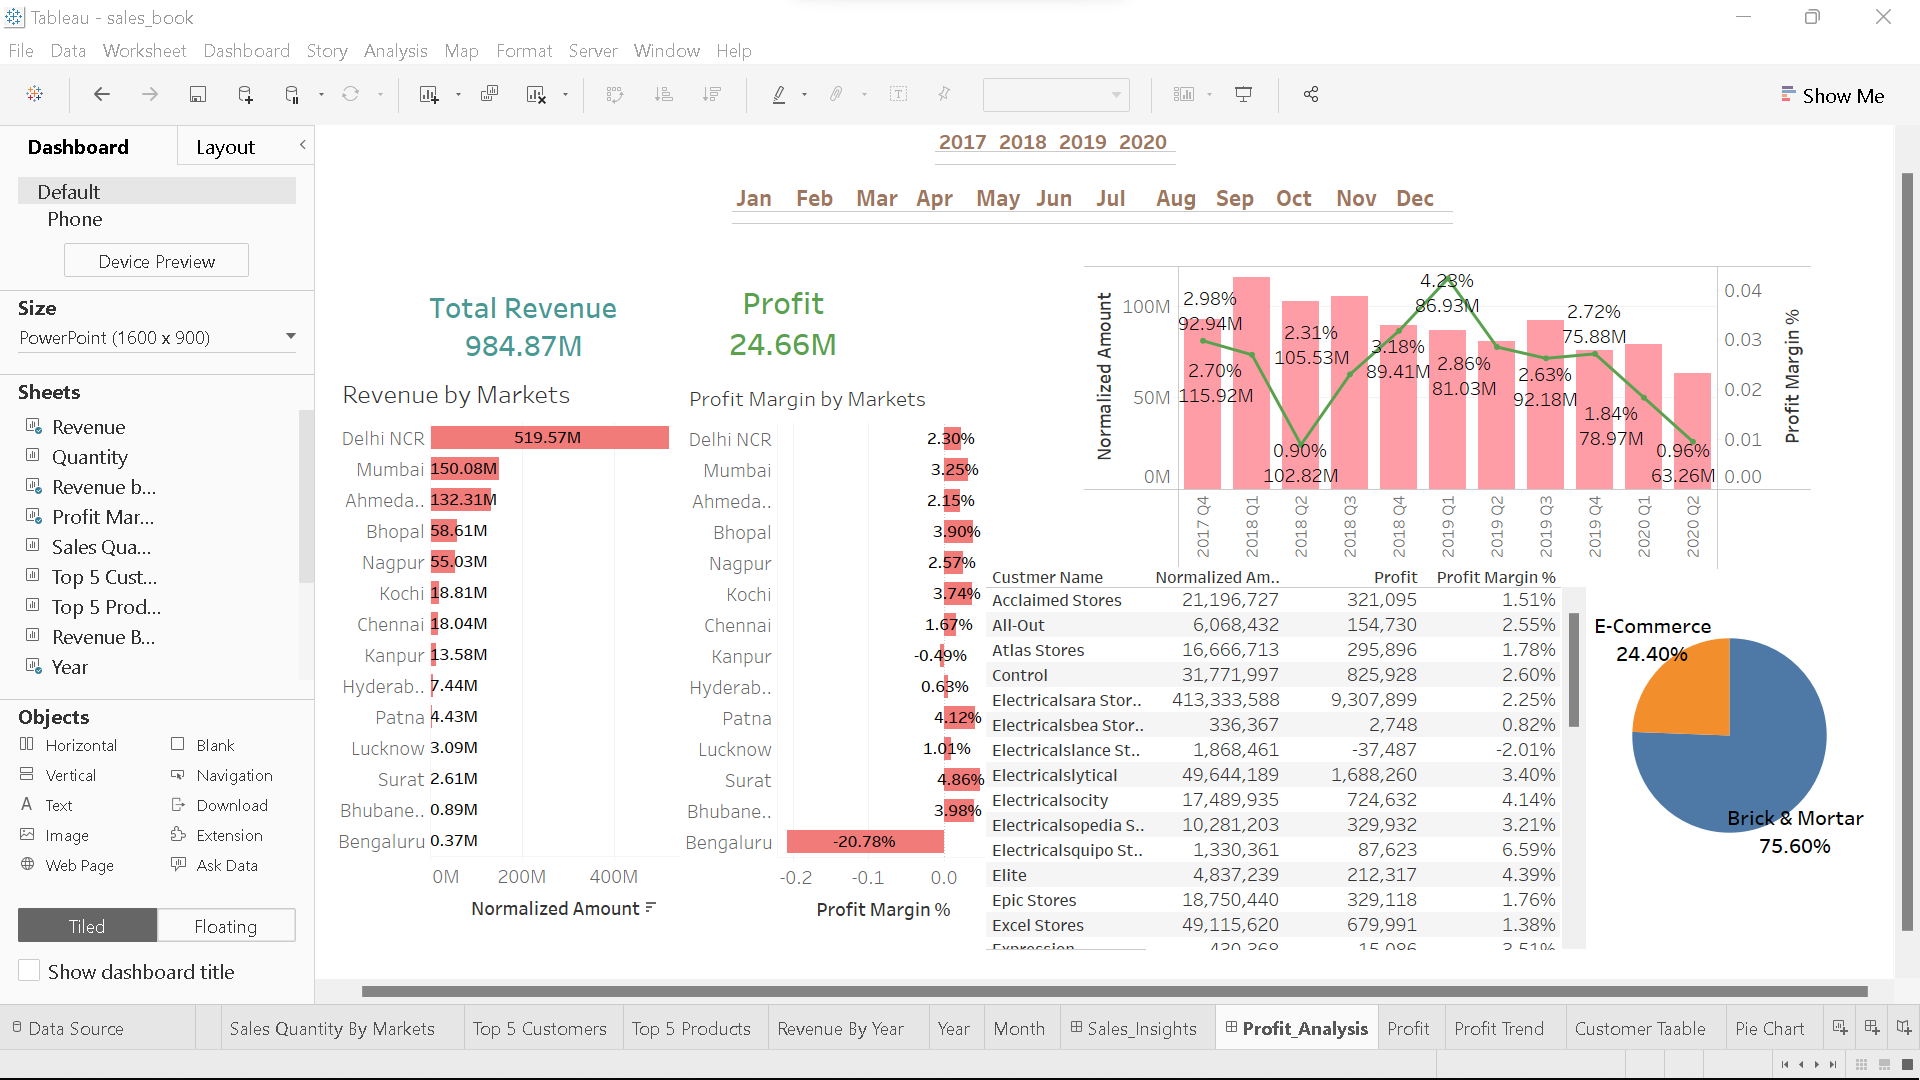 Tableau - sales_book
File Data Worksheet Dashboard Story Analysis Map Format Server Window Help
Show Me
Dashboard Layout
Default
Phone
Device Preview
Size
PowerPoint (1600 x 900)
Sheets
Revenue
Quantity
Revenue b...
Profit Mar...
Sales Qua...
Top 5 Cust...
Top 5 Prod...
Revenue B...
Year
Objects
Horizontal Blank
Vertical Navigation
Text Download
Image Extension
Web Page Ask Data
Tiled Floating
Show dashboard title
2017 2018 2019 2020
Jan Feb Mar Apr May Jun Jul Aug Sep Oct Nov Dec
Total Revenue
984.87M
Profit
24.66M
Revenue by Markets
Delhi NCR 519.57M
Mumbai 150.08M
Ahmeda.. 132.31M
Bhopal 58.61M
Nagpur 55.03M
Kochi 18.81M
Chennai 18.04M
Kanpur 13.58M
Hyderab.. 7.44M
Patna 4.43M
Lucknow 3.09M
Surat 2.61M
Bhubane.. 0.89M
Bengaluru 0.37M
0M 200M 400M
Normalized Amount
Profit Margin by Markets
Delhi NCR 2.30%
Mumbai 3.25%
Ahmeda.. 2.15%
Bhopal 3.90%
Nagpur 2.57%
Kochi 3.74%
Chennai 1.67%
Kanpur -0.49%
Hyderab.. 0.63%
Patna 4.12%
Lucknow 1.01%
Surat 4.86%
Bhubane.. 3.98%
Bengaluru -20.78%
-0.2 -0.1 0.0
Profit Margin %
Normalized Amount
100M
50M
0M
2.98%
92.94M
2.70%
115.92M
0.90%
102.82M
2.31%
105.53M
3.18%
89.41M
4.23%
86.93M
2.86%
81.03M
2.63%
92.18M
2.72%
75.88M
1.84%
78.97M
0.96%
63.26M
0.04
0.03
0.02
0.01
0.00
Profit Margin %
2017 Q4
2018 Q1
2018 Q2
2018 Q3
2018 Q4
2019 Q1
2019 Q2
2019 Q3
2019 Q4
2020 Q1
2020 Q2
Custmer Name Normalized Am.. Profit Profit Margin %
Acclaimed Stores 21,196,727 321,095 1.51%
All-Out 6,068,432 154,730 2.55%
Atlas Stores 16,666,713 295,896 1.78%
Control 31,771,997 825,928 2.60%
Electricalsara Stor.. 413,333,588 9,307,899 2.25%
Electricalsbea Stor.. 336,367 2,748 0.82%
Electricalslance St.. 1,868,461 -37,487 -2.01%
Electricalslytical 49,644,189 1,688,260 3.40%
Electricalsocity 17,489,935 724,632 4.14%
Electricalsopedia S.. 10,281,203 329,932 3.21%
Electricalsquipo St.. 1,330,361 87,623 6.59%
Elite 4,837,239 212,317 4.39%
Epic Stores 18,750,440 329,118 1.76%
Excel Stores 49,115,620 679,991 1.38%
Expression 430,368 15,086 3.51%
E-Commerce
24.40%
Brick & Mortar
75.60%
Data Source Sales Quantity By Markets Top 5 Customers Top 5 Products Revenue By Year Year Month Sales_Insights Profit_Analysis Profit Profit Trend Customer Taable Pie Chart